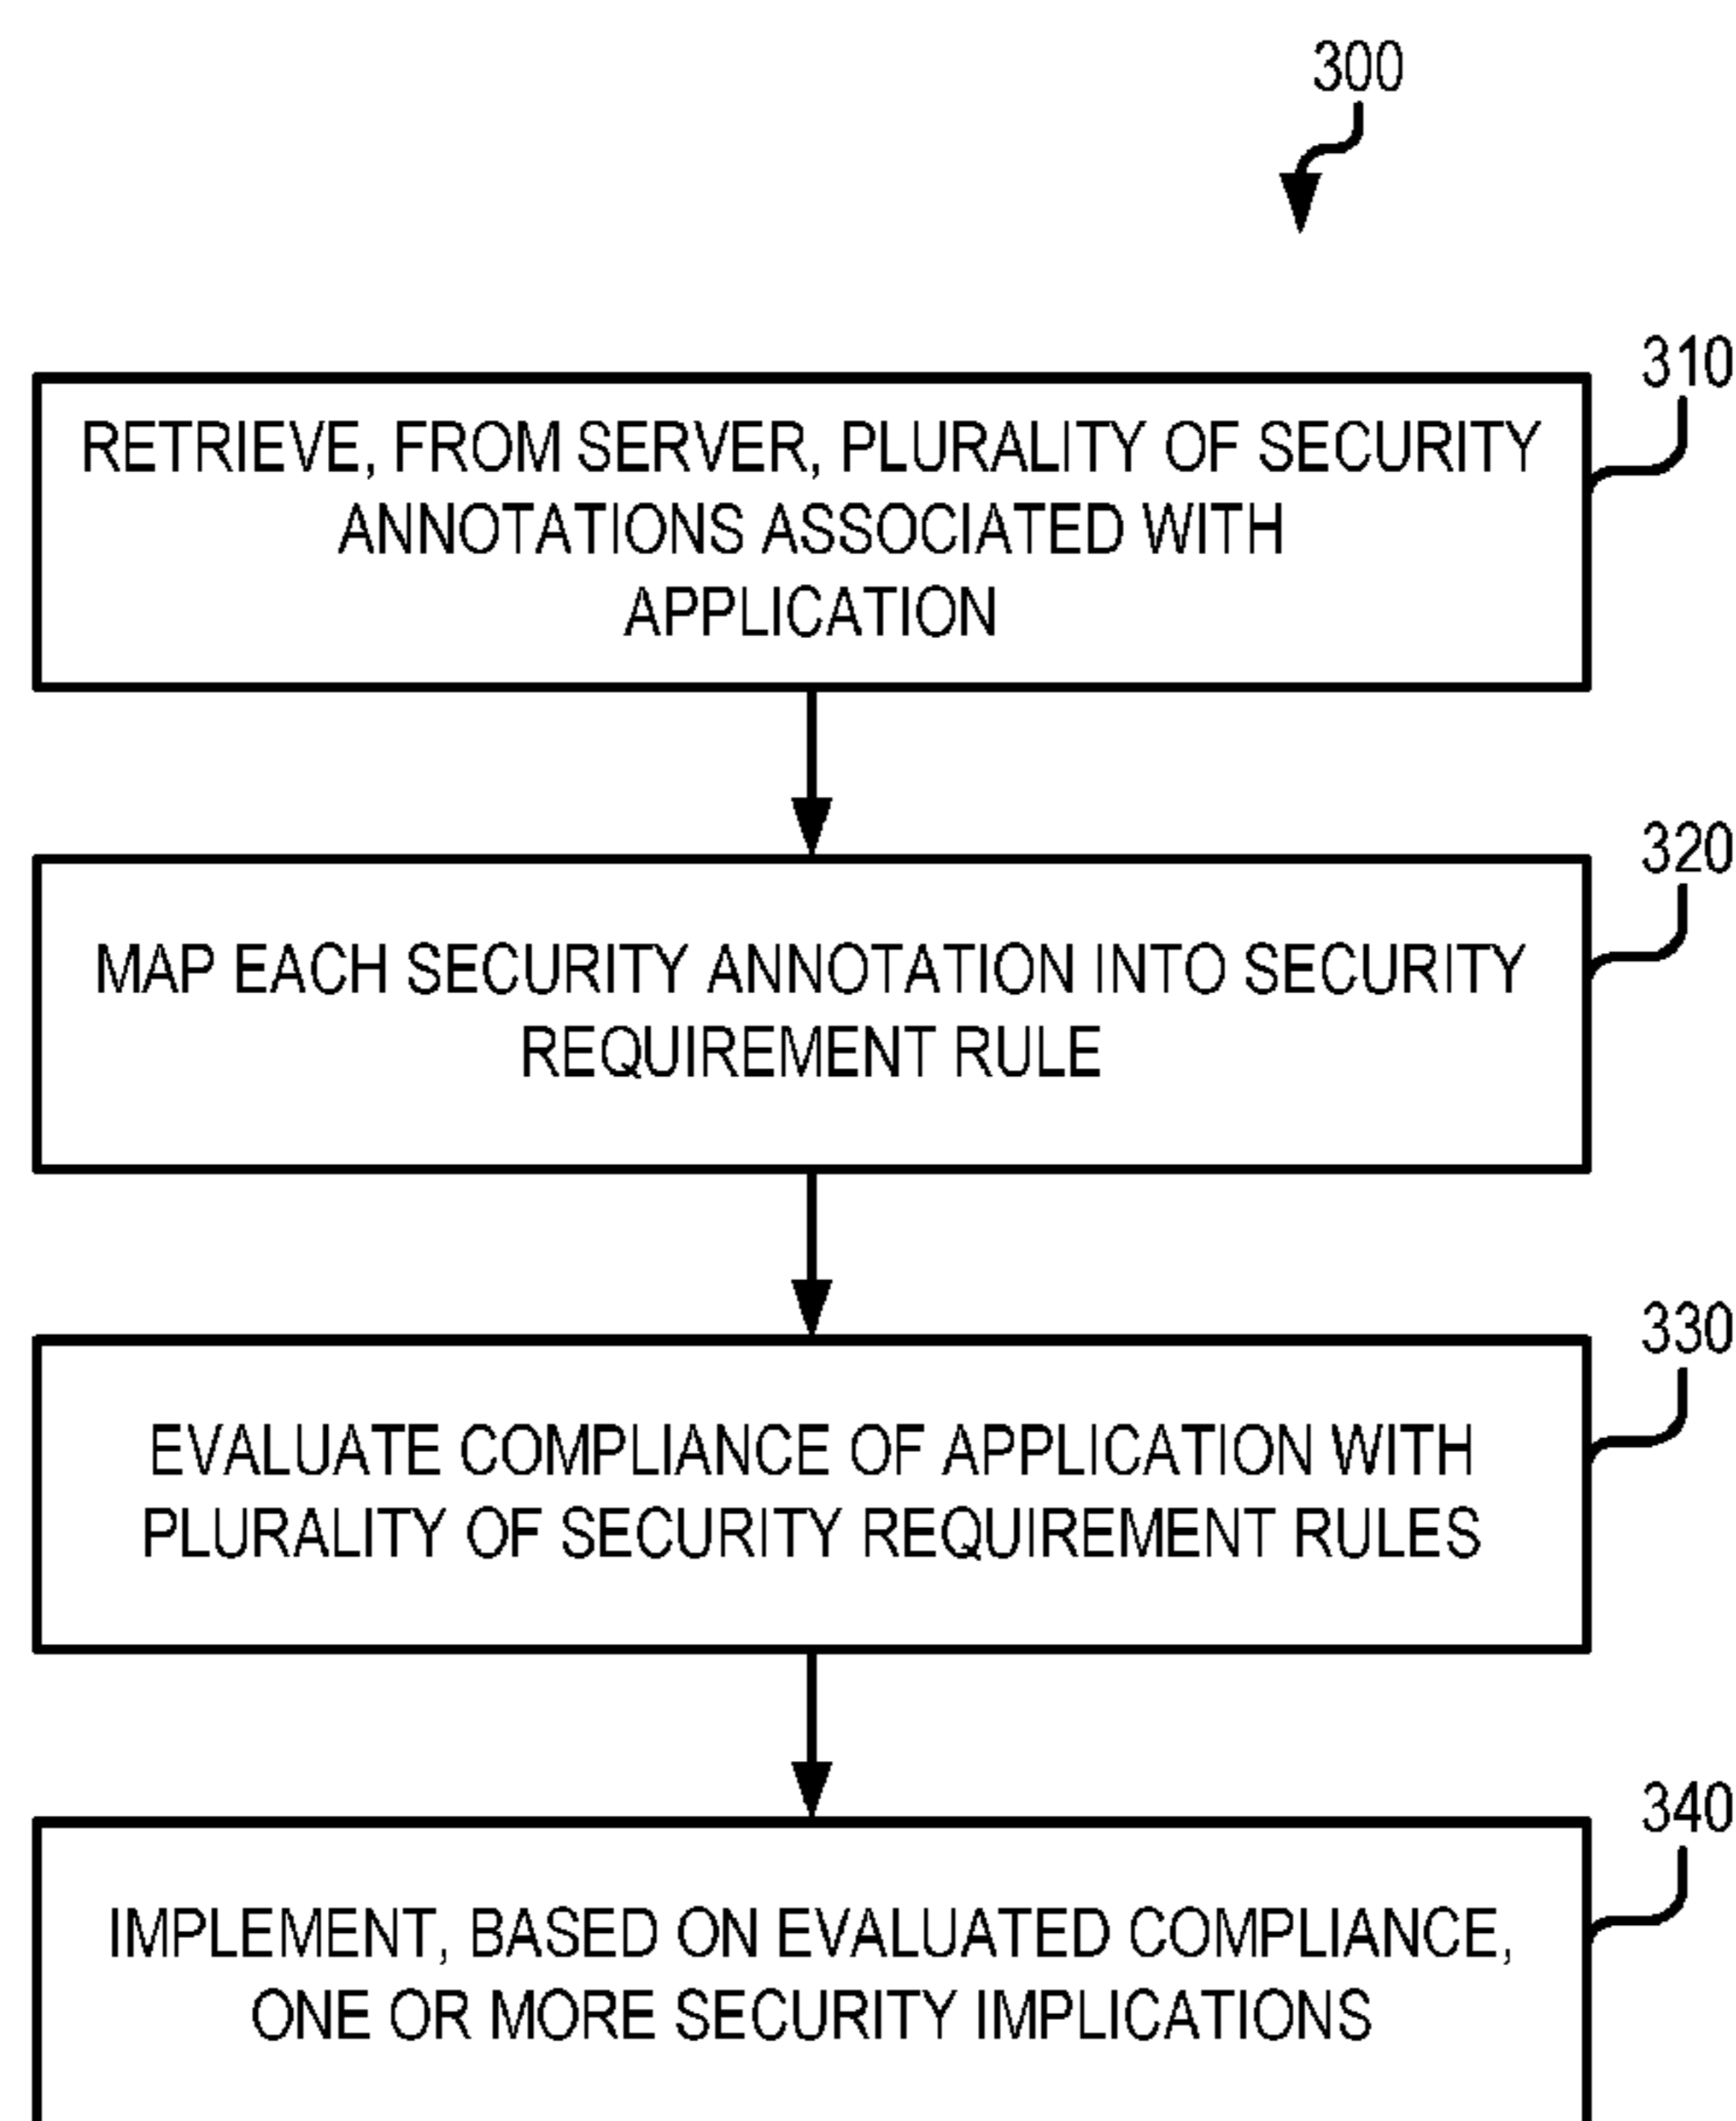 300
310
RETRIEVE, FROM SERVER, PLURALITY OF SECURITY
ANNOTATIONS ASSOCIATED WITH
APPLICATION
320
MAP EACH SECURITY ANNOTATION INTO SECURITY
REQUIREMENT RULE
330
EVALUATE COMPLIANCE OF APPLICATION WITH
PLURALITY OF SECURITY REQUIREMENT RULES
340
IMPLEMENT, BASED ON EVALUATED COMPLIANCE,
ONE OR MORE SECURITY IMPLICATIONS